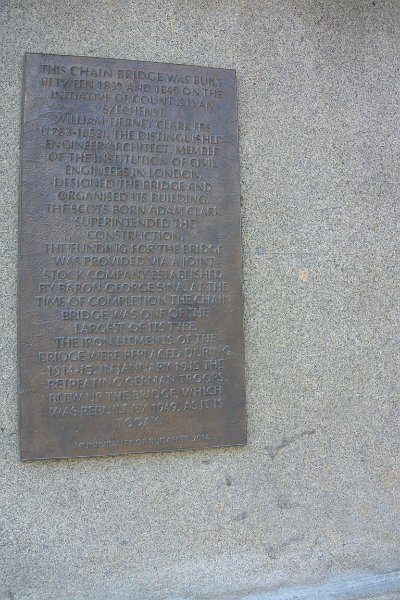 THIS CHAIN BRIDGE WAS BUILT
BETWEEN 1839 AND 1849 ON THE
INITIATIVE OF COUNT ISTVÁN
SZÉCHENYI.
WILLIAM TIERNEY CLARK FRS
(1783-1852), THE DISTINGUISHED
ENGINEER-ARCHITECT, MEMBER
OF THE INSTITUTION OF CIVIL
ENGINEERS IN LONDON,
DESIGNED THE BRIDGE AND
ORGANISED ITS BUILDING.
THE SCOTS BORN ADAM CLARK
SUPERINTENDED THE
CONSTRUCTION.
THE FUNDING FOR THE BRIDGE
WAS PROVIDED VIA A JOINT
STOCK COMPANY ESTABLISHED
BY BARON GEORGE SINA. AT THE
TIME OF COMPLETION THE CHAIN
BRIDGE WAS ONE OF THE
LARGEST OF ITS TYPE.
THE IRON ELEMENTS OF THE
BRIDGE WERE REPLACED DURING
1914-15. IN JANUARY 1945 THE
RETREATING GERMAN TROOPS
BLEW UP THE BRIDGE, WHICH
WAS REBUILT BY 1949, AS IT IS
TODAY.
MUNICIPALITY OF BUDAPEST